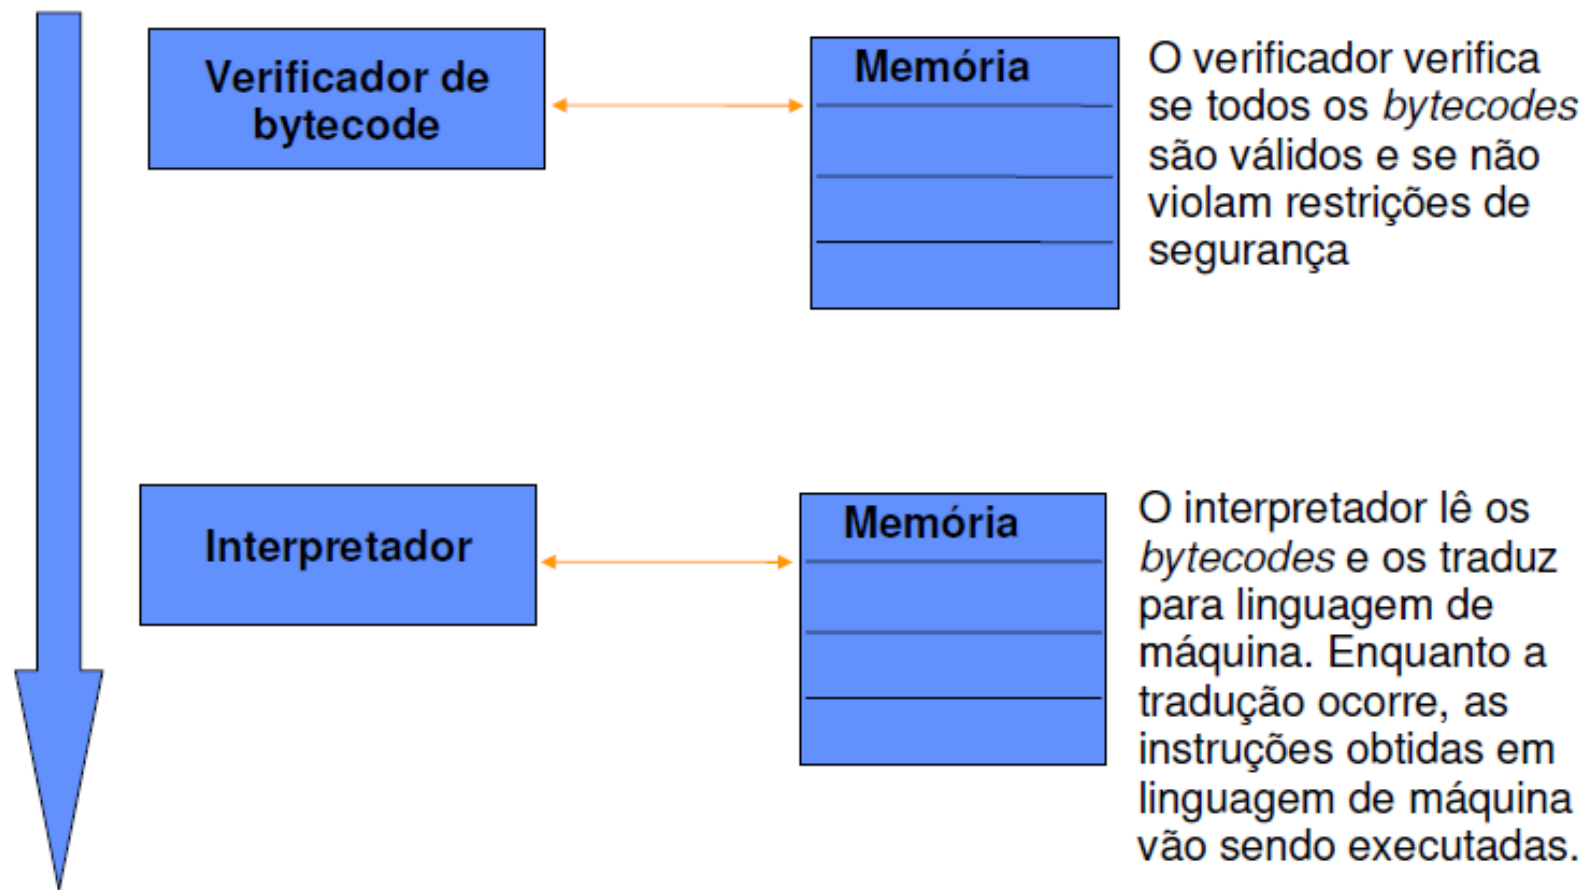 Verificador de
bytecode
Memória
O verificador verifica
se todos os bytecodes
são válidos e se não
violam restrições de
segurança
Interpretador
Memória
O interpretador lê os
bytecodes e os traduz
para linguagem de
máquina. Enquanto a
tradução ocorre, as
instruções obtidas em
linguagem de máquina
vão sendo executadas.